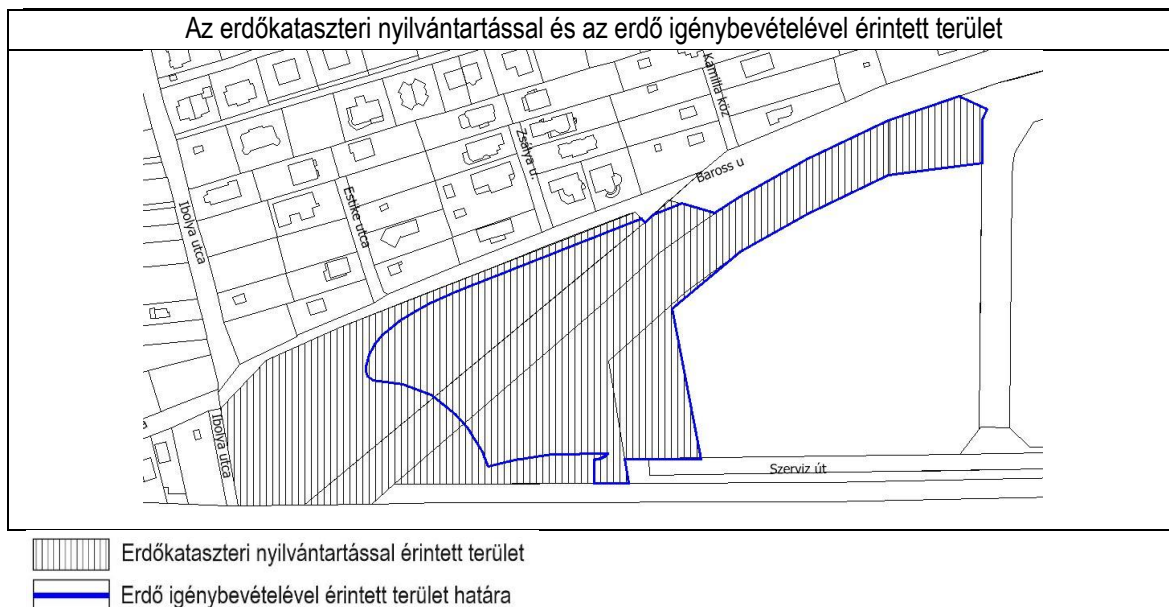 Az erdőkataszteri nyilvántartással és az erdő igénybevételével érintett terület
Kamilla köz
Zsálya u.
Baross u
Estike utca
Ibolya utca
Ibolya utca
Szerviz út
Erdőkataszteri nyilvántartással érintett terület
Erdő igénybevételével érintett terület határa